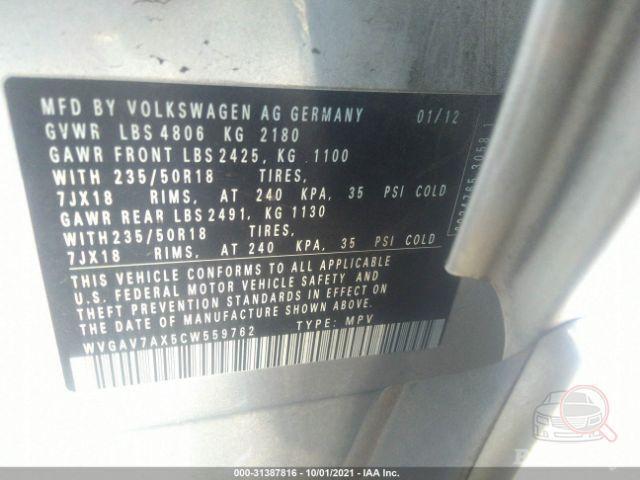 MFD BY VOLKSWAGEN AG GERMANY 01/12
GVWR LBS 4806 KG 2180
GAWR FRONT LBS 2425, KG .1100
WITH 235/50R18 TIRES,
7JX18 RIMS, AT 240 KPA, 35 PSI COLD
GAWR REAR LBS 2491, KG 1130
WITH 235/50R18 TIRES,
7JX18 RIMS, AT 240 KPA, 35 PSI COLD
THIS VEHICLE CONFORMS TO ALL APPLICABLE
U.S. FEDERAL MOTOR VEHICLE SAFETY, BUMPER, AND
THEFT PREVENTION STANDARDS IN EFFECT ON
THE DATE OF MANUFACTURE SHOWN ABOVE.
WVGAV7AX5CW559762 TYPE: MPV
000-31387816 - 10/01/2021 - IAA Inc.